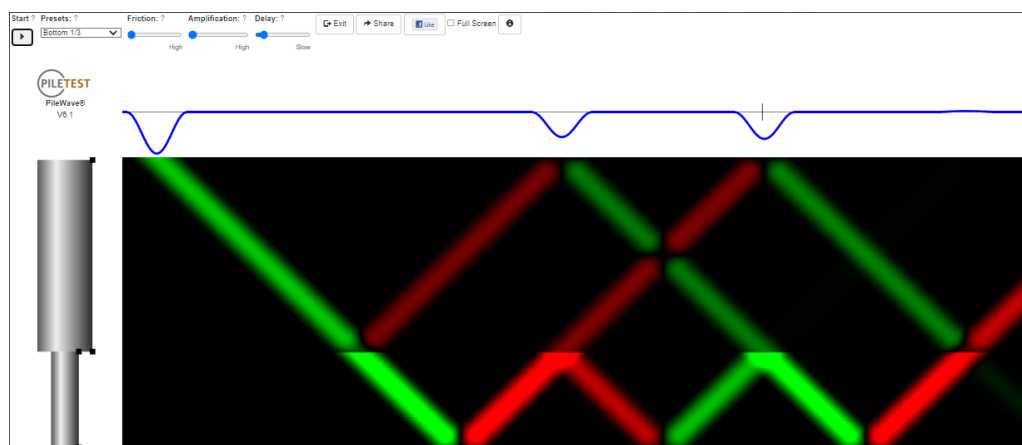 Start ? Presets: ? Friction: ? Amplification: ? Delay: ?
Bottom 1/3
Exit Share Like Full Screen
High High Slow
PILETEST
PileWave®
V6.1